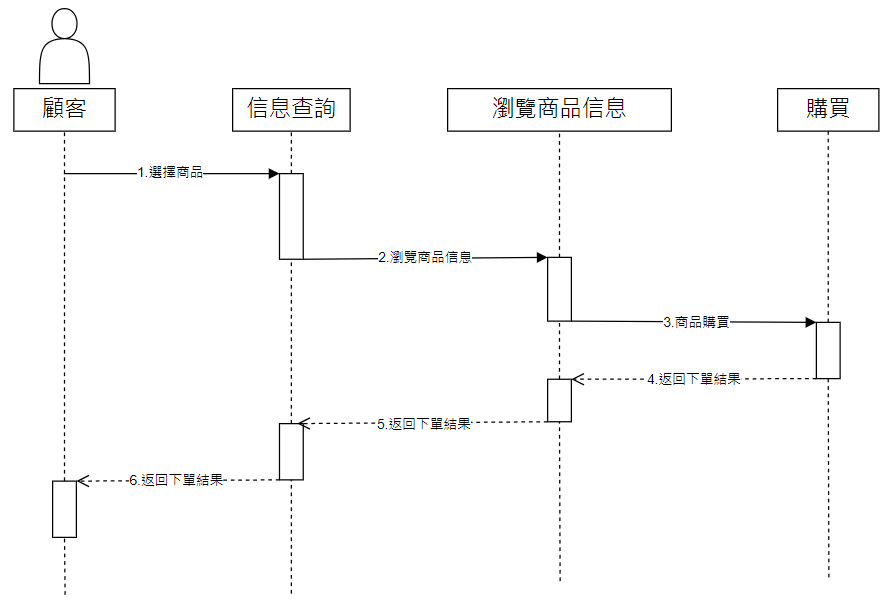 顧客
信息查詢
瀏覽商品信息
購買
1.選擇商品
2.瀏覽商品信息
3.商品購買
4.返回下單結果
5.返回下單結果
6.返回下單結果